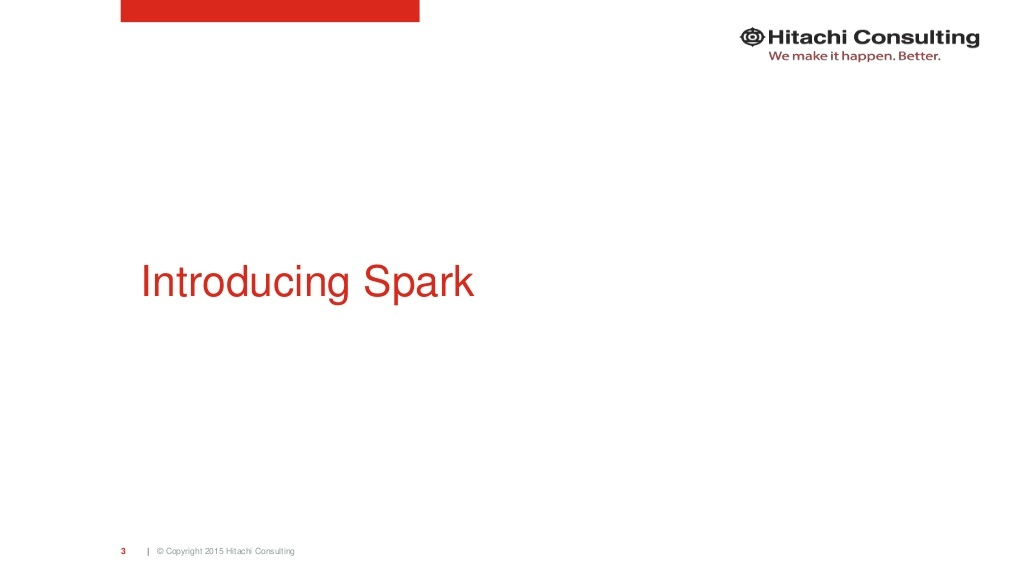 Hitachi Consulting
We make it happen. Better.
Introducing Spark
3 | © Copyright 2015 Hitachi Consulting